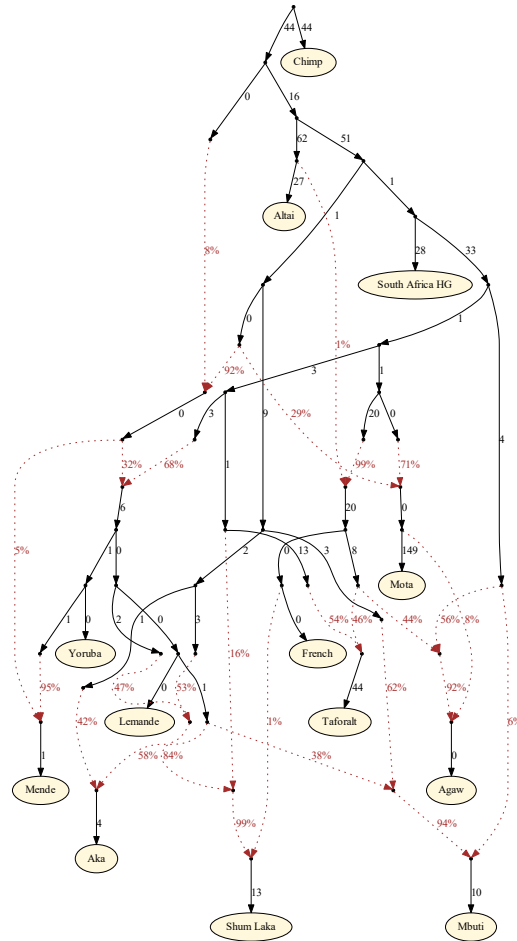 44 44
Chimp
0 16
62 51
27 1
Altai
1 28 33
South Africa HG
8% 0 1
92% 1% 3 1
29% 9 4
0 3 20 0
32% 68% 1 99% 71%
5% 6 20 0
1 0 2 0 13 3 8 149
Mota
1 0 2 0 1 3 0 54% 46% 44% 56% 8%
Yoruba French
95% 47% 53% 1 16% 62% 92%
42% 0 1% 44 6%
Lemande Taforalt
58% 84% 38%
1 0
Mende Agaw
4 99% 94%
Aka
13 10
Shum Laka Mbuti